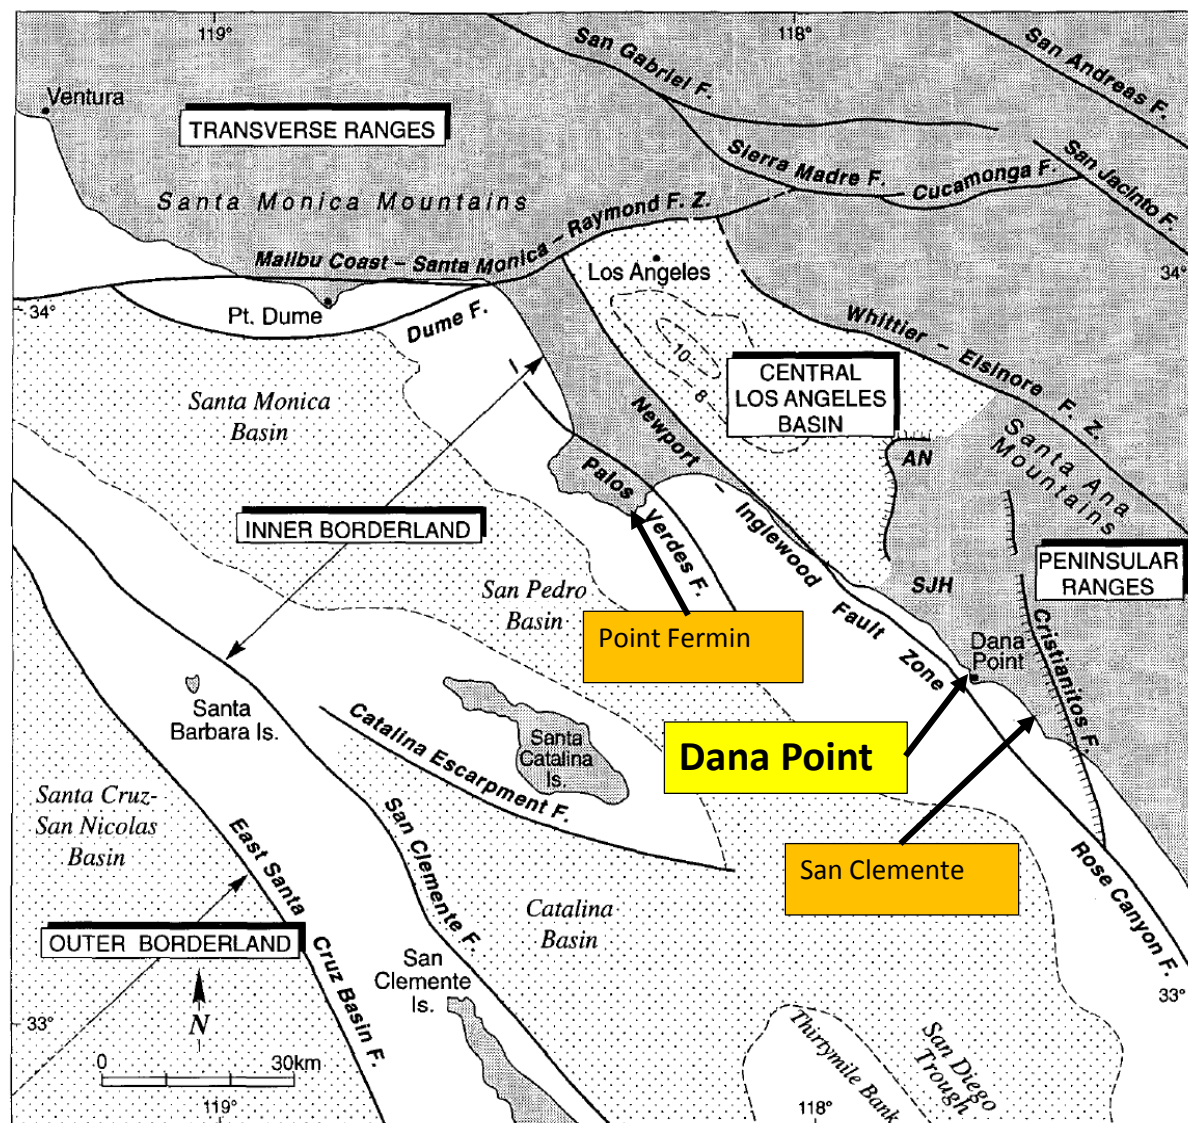 119°
118°
San Gabriel F.
San Andreas F.
Ventura
TRANSVERSE RANGES
Sierra Madre F.
Cucamonga F.
San Jacinto F.
Santa Monica Mountains
Malibu Coast – Santa Monica – Raymond F. Z.
Los Angeles
34°
34°
Pt. Dume
Dume F.
Whittier – Elsinore F. Z.
10
8
CENTRAL
LOS ANGELES
BASIN
Santa Monica
Basin
Newport
Inglewood
Fault
Zone
AN
Santa Ana
Mountains
Palos
Verdes F.
INNER BORDERLAND
PENINSULAR
RANGES
SJH
San Pedro
Basin
Point Fermin
Dana
Point
Cristianitos F.
Santa
Barbara Is.
Catalina Escarpment F.
Santa
Catalina
Is.
Dana Point
Santa Cruz-
San Nicolas
Basin
San Clemente F.
San Clemente
East Santa
Cruz Basin F.
Rose Canyon F.
Catalina
Basin
OUTER BORDERLAND
San
Clemente
Is.
33°
33°
N
Thirtymile Bank
San Diego
Trough
0
30km
119°
118°